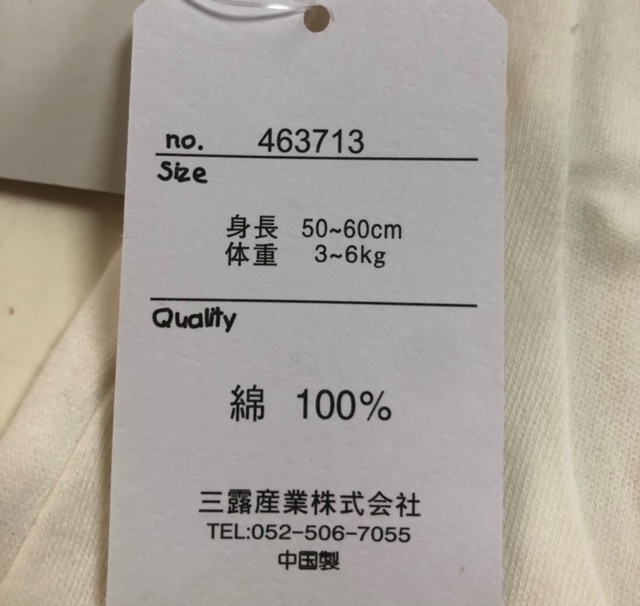 no. 463713
Size
身長 50~60cm
体重 3~6kg
Quality
綿 100%
三露産業株式会社
TEL:052-506-7055
中国製